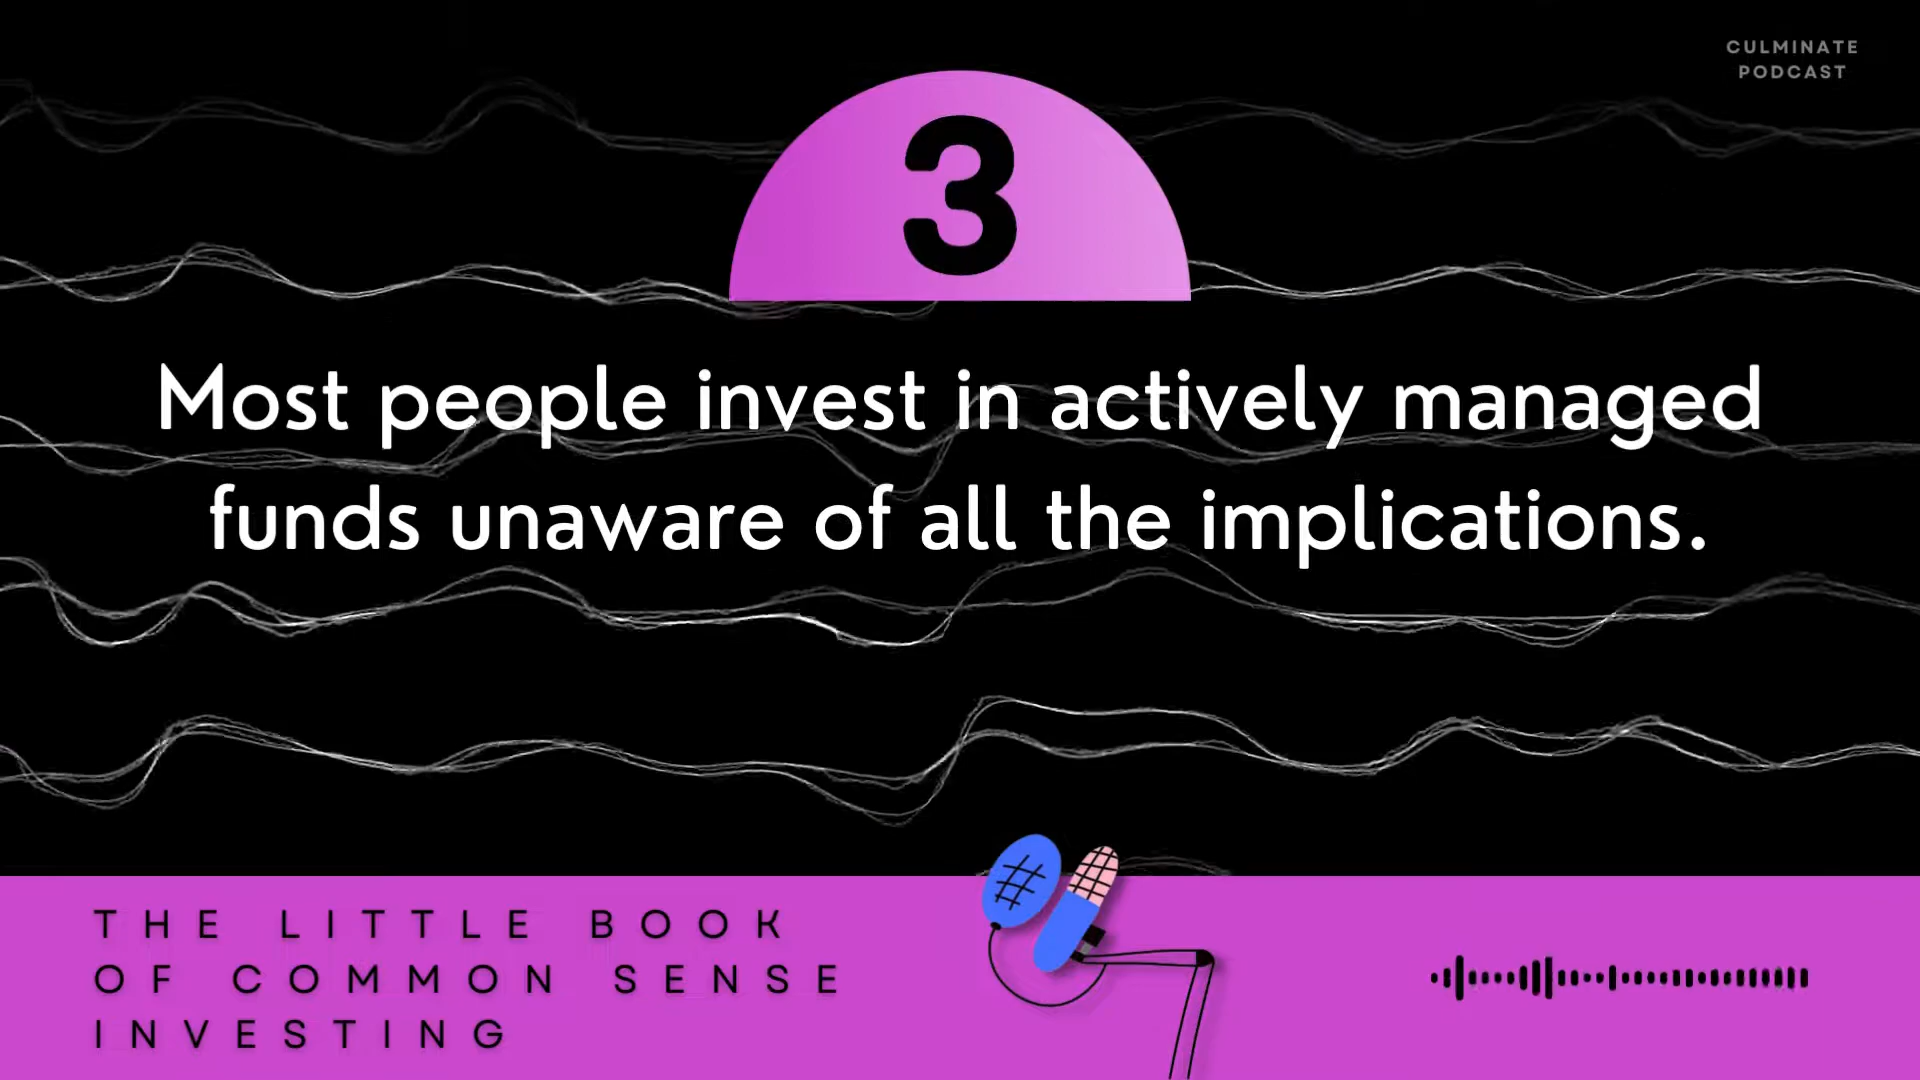 CULMINATE
PODCAST
3
Most people invest in actively managed
funds unaware of all the implications.
THE LITTLE BOOK
OF COMMON SENSE
INVESTING